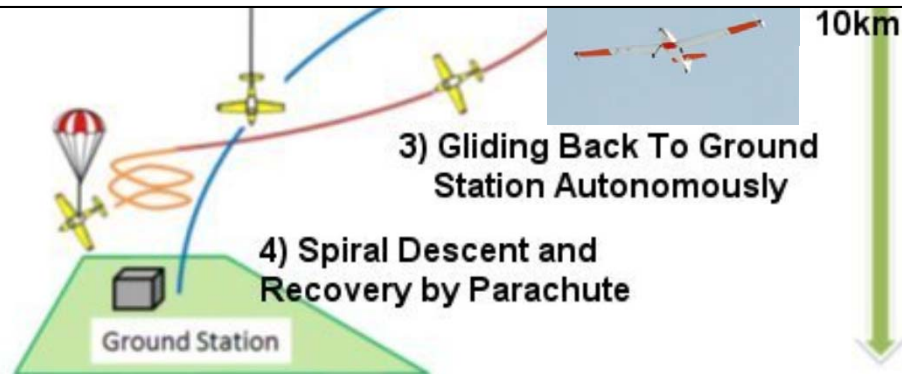 10km
3) Gliding Back To Ground
Station Autonomously
4) Spiral Descent and
Recovery by Parachute
Ground Station